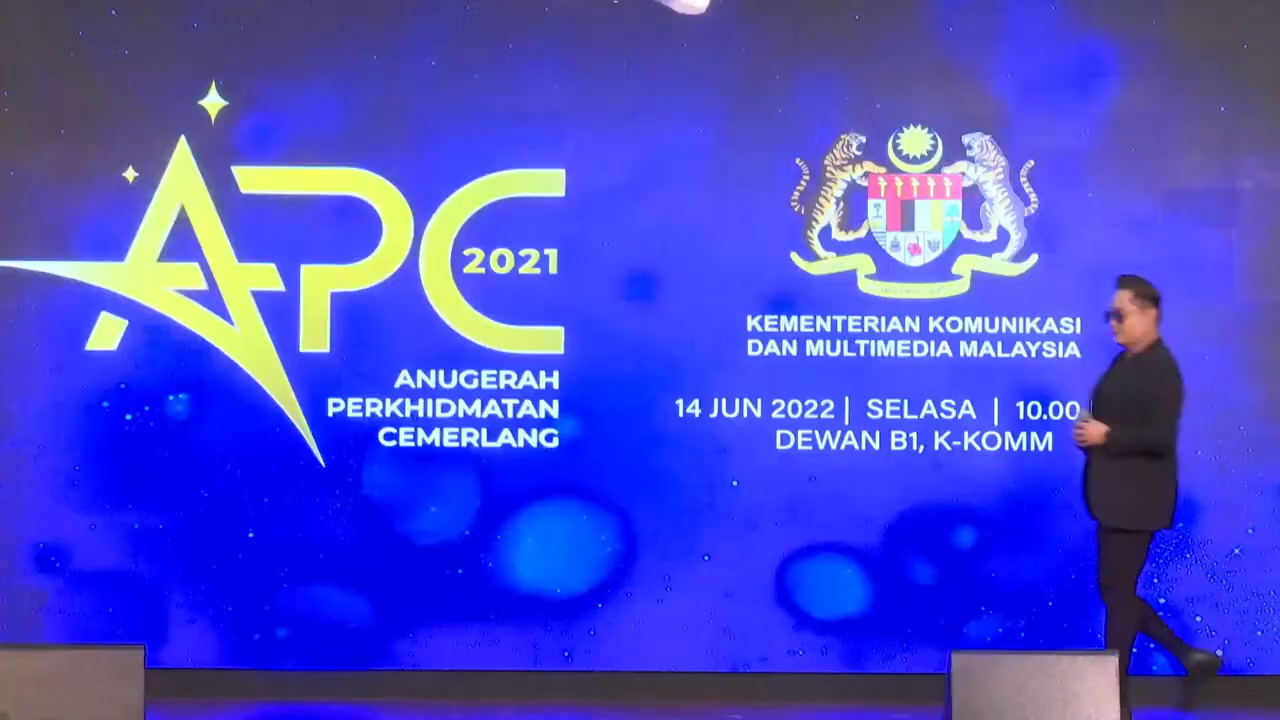 APC
2021
ANUGERAH
PERKHIDMATAN
CEMERLANG
KEMENTERIAN KOMUNIKASI
DAN MULTIMEDIA MALAYSIA
14 JUN 2022 | SELASA | 10.00
DEWAN B1, K-KOMM